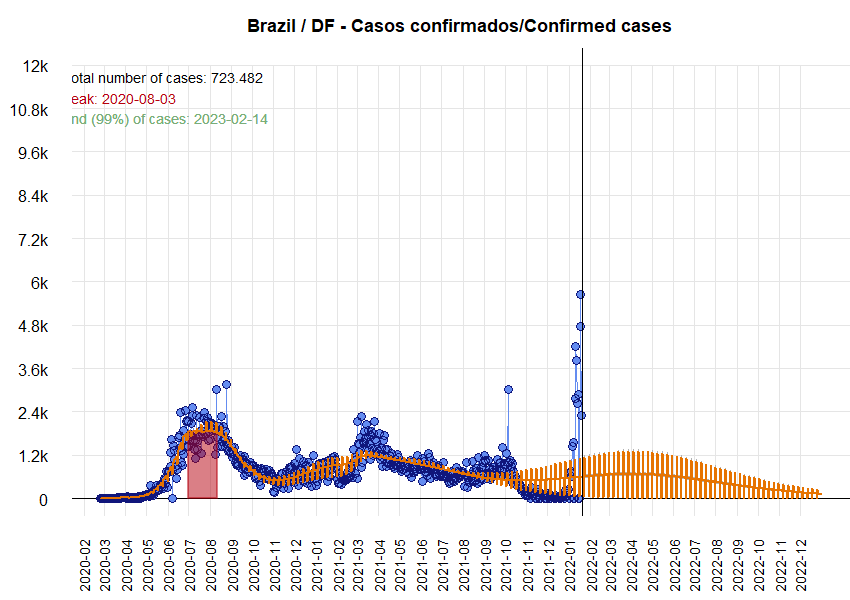 Brazil / DF - Casos confirmados/Confirmed cases
12k
otal number of cases: 723.482
eak: 2020-08-03
10.8k
nd (99%) of cases: 2023-02-14
9.6k
8.4k
7.2k
6k
4.8k
3.6k
2.4k
1.2k
0
2020-02
2020-03
2020-04
2020-05
2020-06
2020-07
2020-08
2020-09
2020-10
2020-11
2020-12
2021-01
2021-02
2021-03
2021-04
2021-05
2021-06
2021-07
2021-08
2021-09
2021-10
2021-11
2021-12
2022-01
2022-02
2022-03
2022-04
2022-05
2022-06
2022-07
2022-08
2022-09
2022-10
2022-11
2022-12